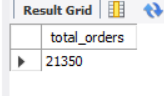 Result Grid
total_orders
21350